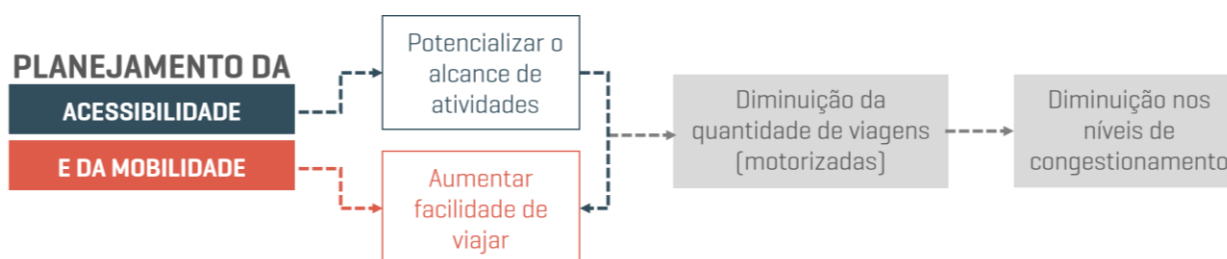 PLANEJAMENTO DA
ACESSIBILIDADE
E DA MOBILIDADE
Potencializar o
alcance de
atividades
Aumentar
facilidade de
viajar
Diminuição da
quantidade de viagens
(motorizadas)
Diminuição nos
níveis de
congestionamento